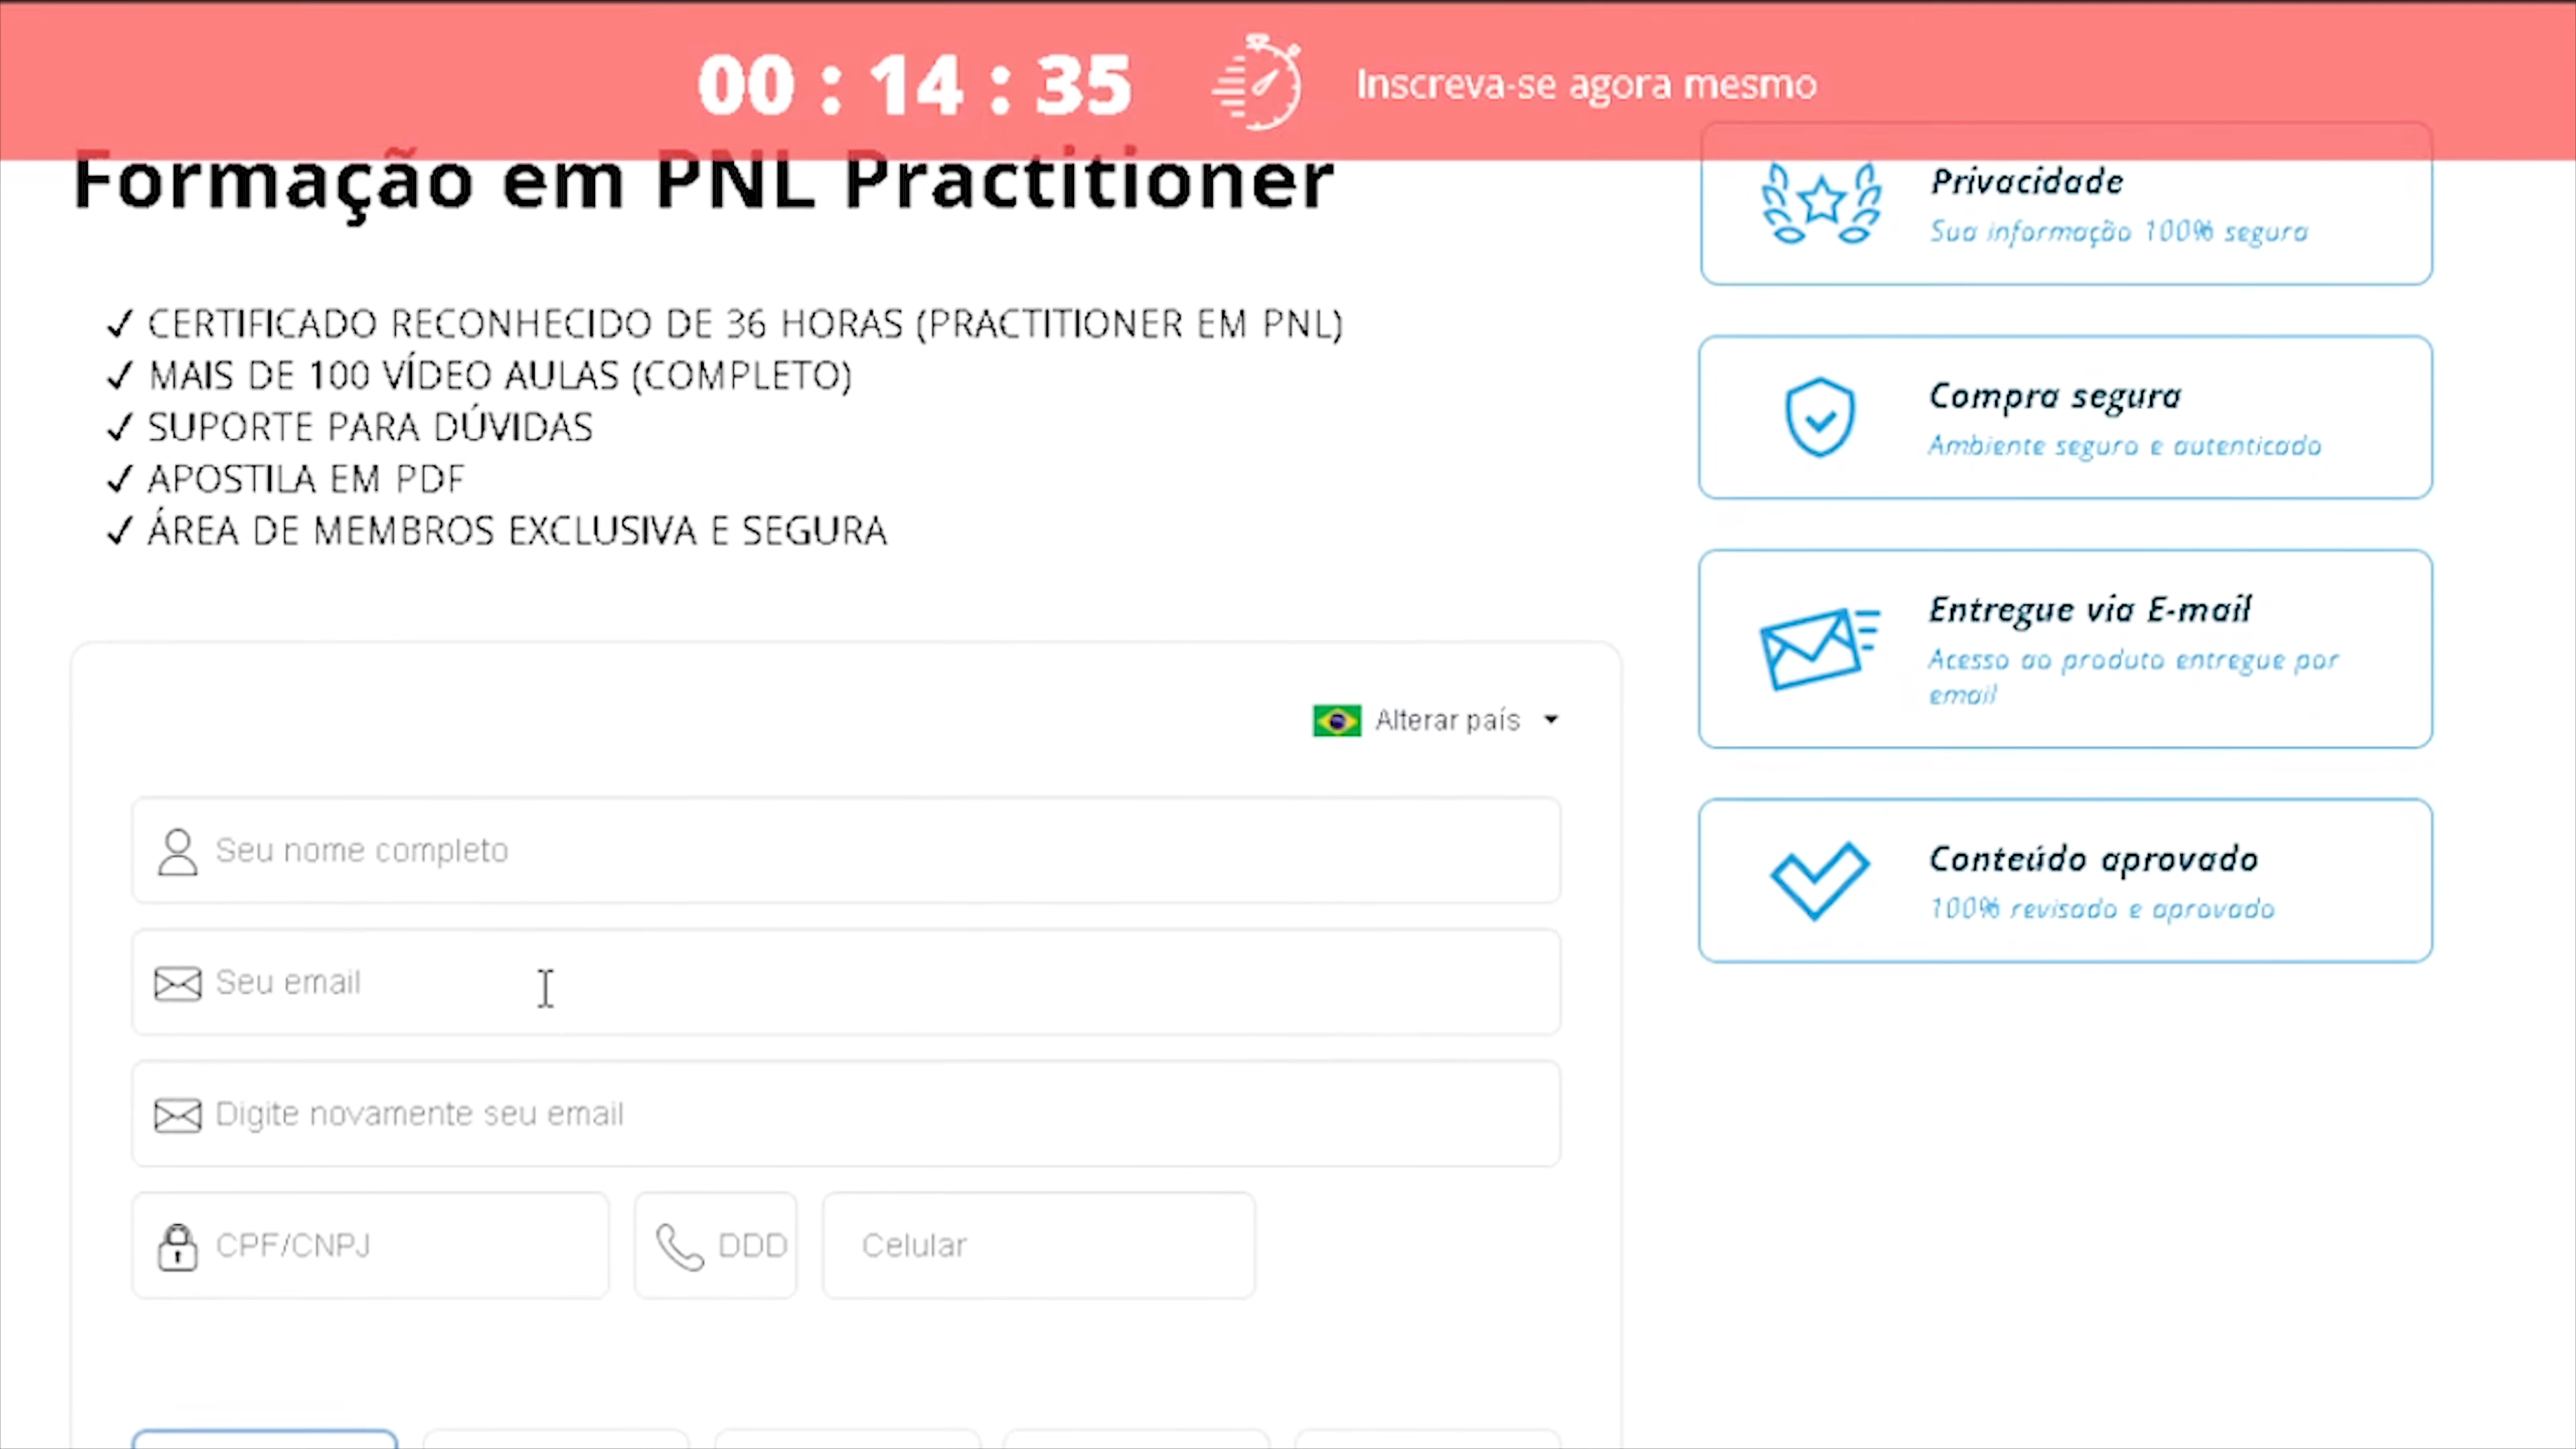 00 : 14 : 35
Inscreva-se agora mesmo
Formação em PNL Practitioner
✓ CERTIFICADO RECONHECIDO DE 36 HORAS (PRACTITIONER EM PNL)
✓ MAIS DE 100 VÍDEO AULAS (COMPLETO)
✓ SUPORTE PARA DÚVIDAS
✓ APOSTILA EM PDF
✓ ÁREA DE MEMBROS EXCLUSIVA E SEGURA
Alterar país
Seu nome completo
Seu email
Digite novamente seu email
CPF/CNPJ
DDD
Celular
Privacidade
Sua informação 100% segura
Compra segura
Ambiente seguro e autenticado
Entregue via E-mail
Acesso ao produto entregue por
email
Conteúdo aprovado
100% revisado e aprovado